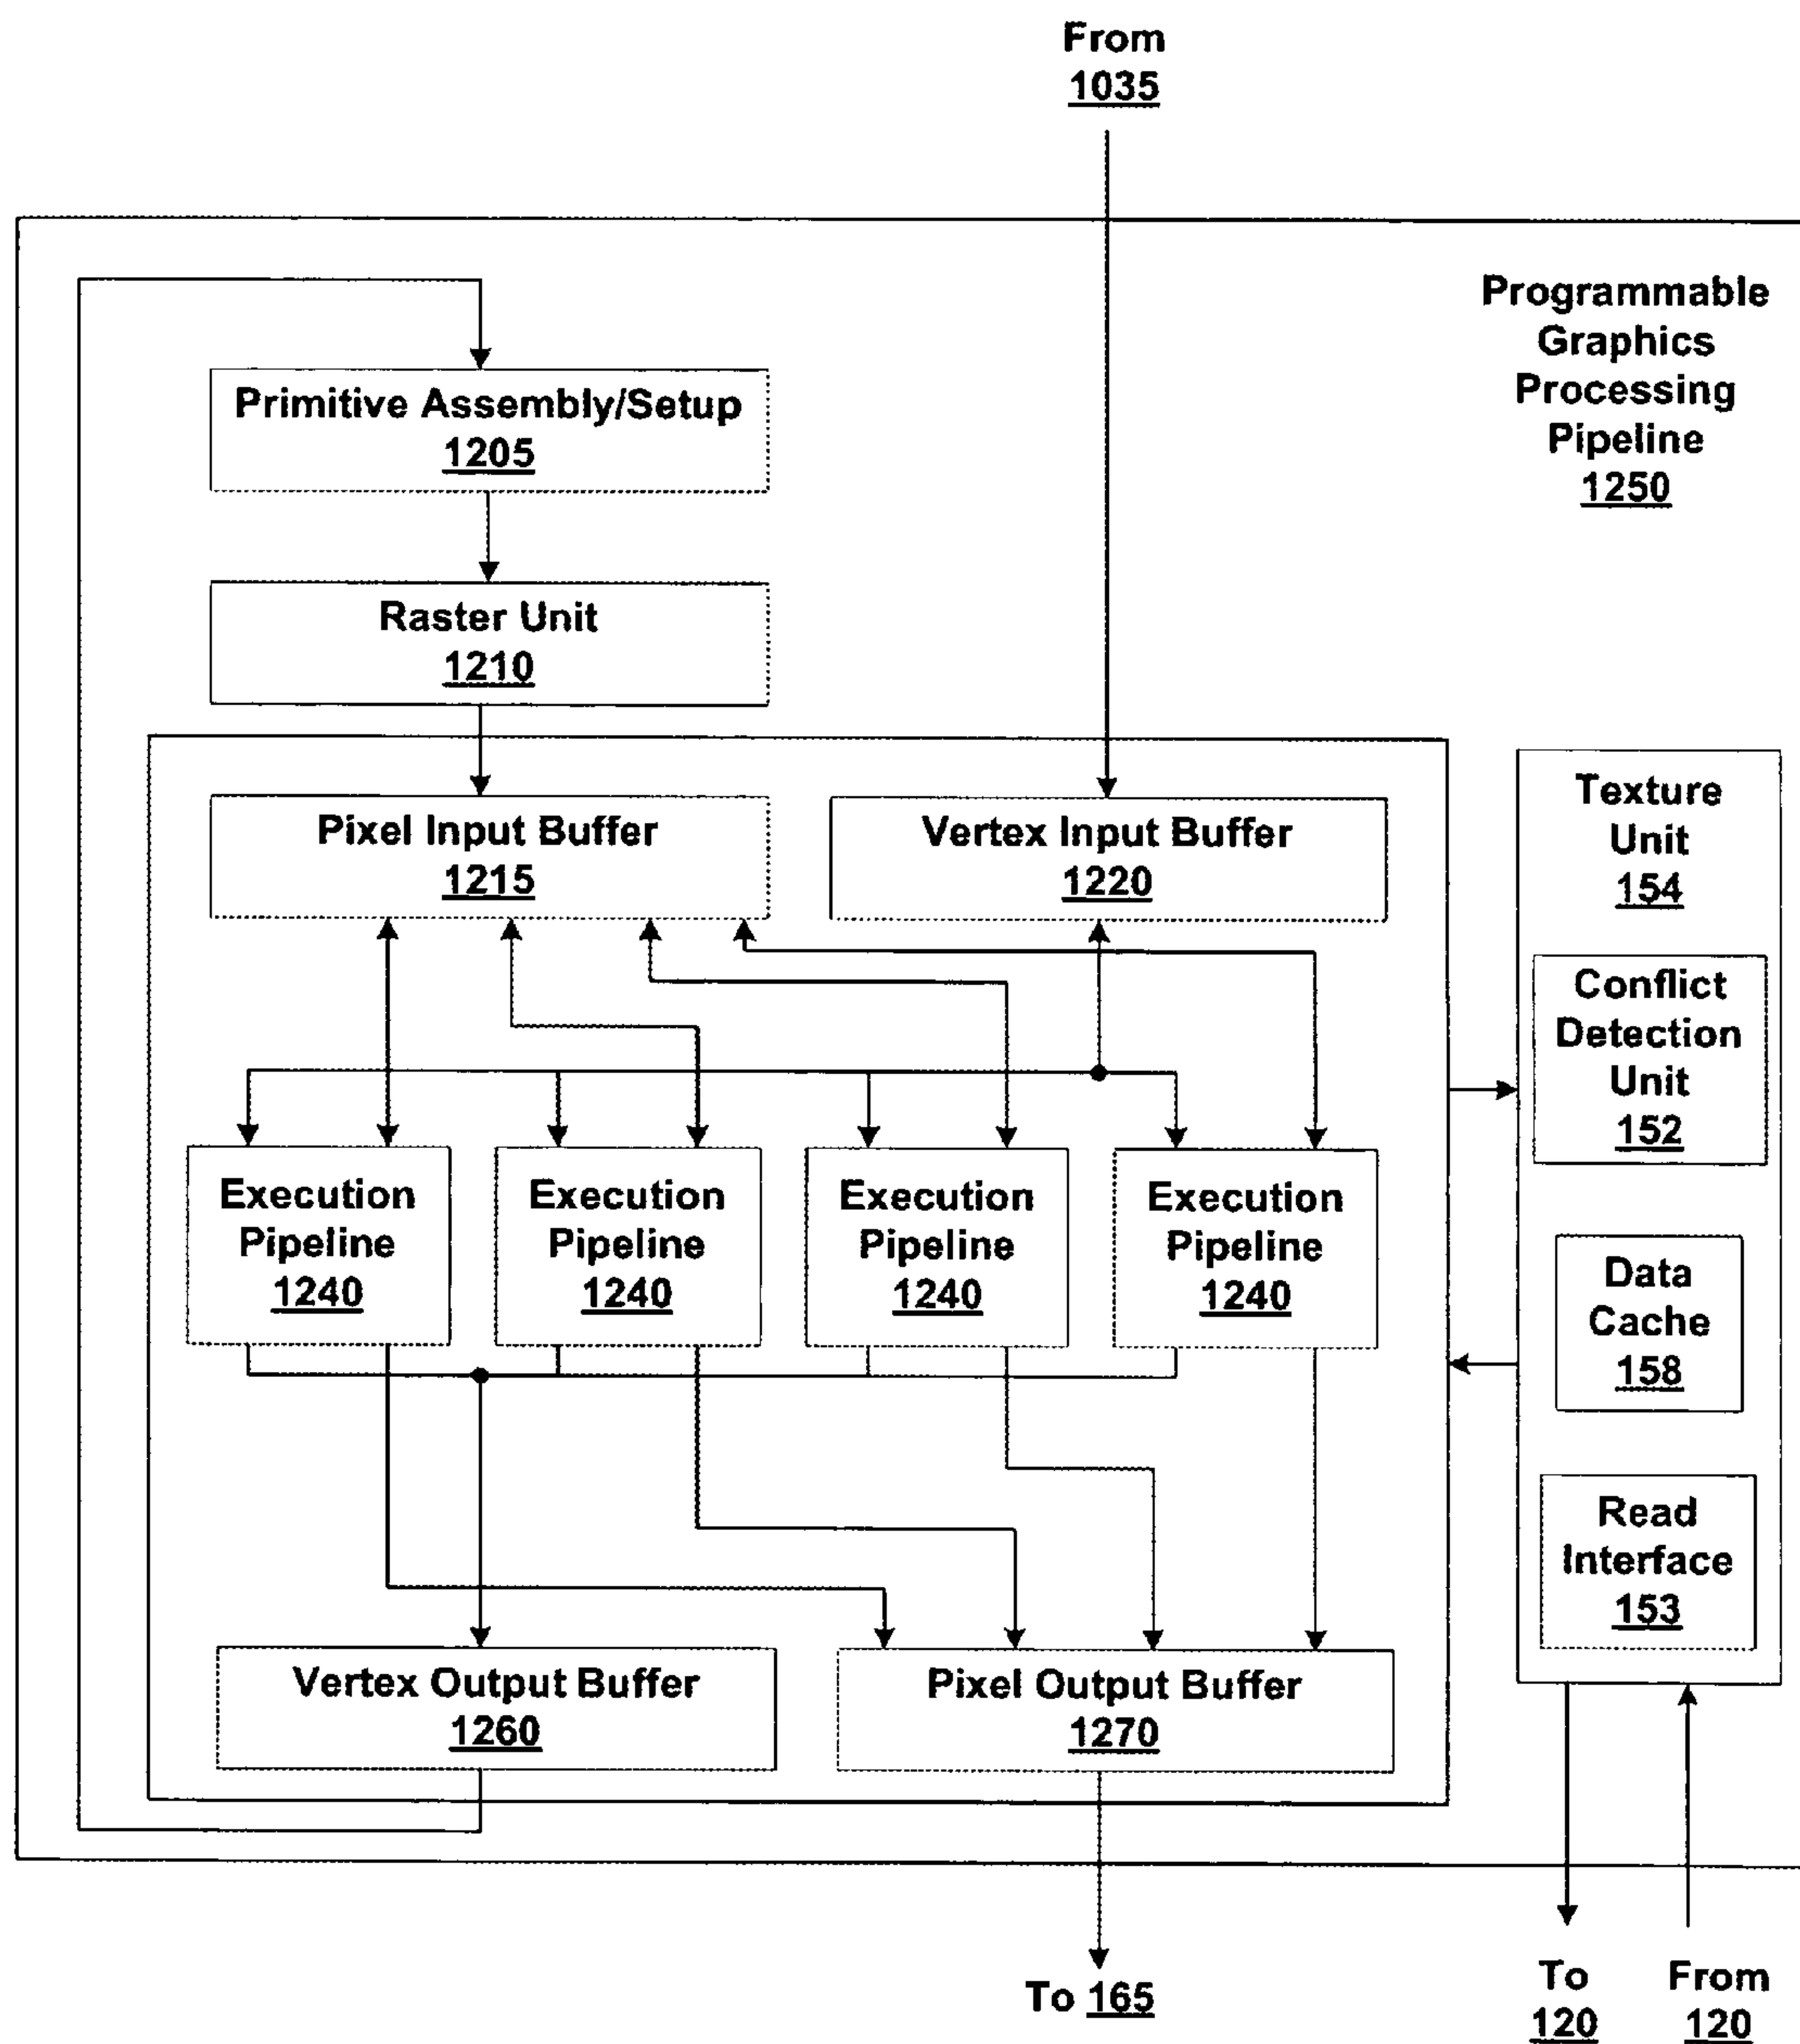 From
1035
Programmable
Graphics
Processing
Pipeline
1250
Primitive Assembly/Setup
1205
Raster Unit
1210
Pixel Input Buffer
1215
Vertex Input Buffer
1220
Texture
Unit
154
Conflict
Detection
Unit
152
Execution
Pipeline
1240
Execution
Pipeline
1240
Execution
Pipeline
1240
Execution
Pipeline
1240
Data
Cache
158
Read
Interface
153
Vertex Output Buffer
1260
Pixel Output Buffer
1270
To 165
To
120
From
120